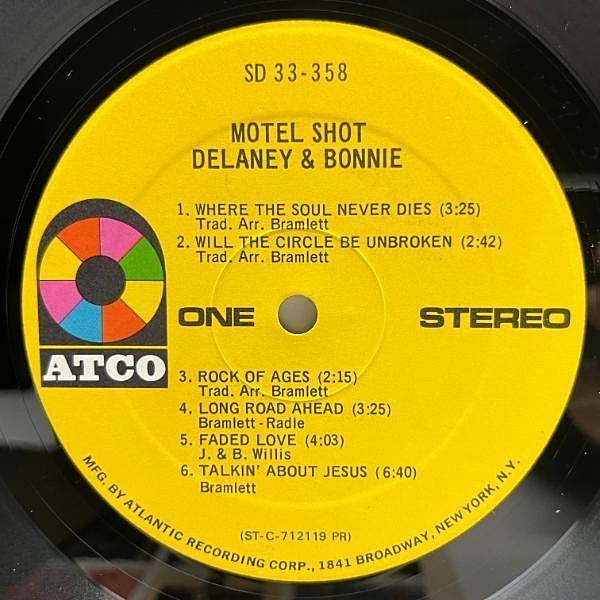 SD 33-358
MOTEL SHOT
DELANEY & BONNIE
1. WHERE THE SOUL NEVER DIES (3:25)
Trad. Arr. Bramlett
2. WILL THE CIRCLE BE UNBROKEN (2:42)
Trad. Arr. Bramlett
ONE
STEREO
ATCO
3. ROCK OF AGES (2:15)
Trad. Arr. Bramlett
4. LONG ROAD AHEAD (3:25)
Bramlett - Radle
5. FADED LOVE (4:03)
J. & B. Willis
6. TALKIN' ABOUT JESUS (6:40)
Bramlett
(ST-C-712119 PR)
MFG. BY ATLANTIC RECORDING CORP., 1841 BROADWAY, NEW YORK, N.Y.